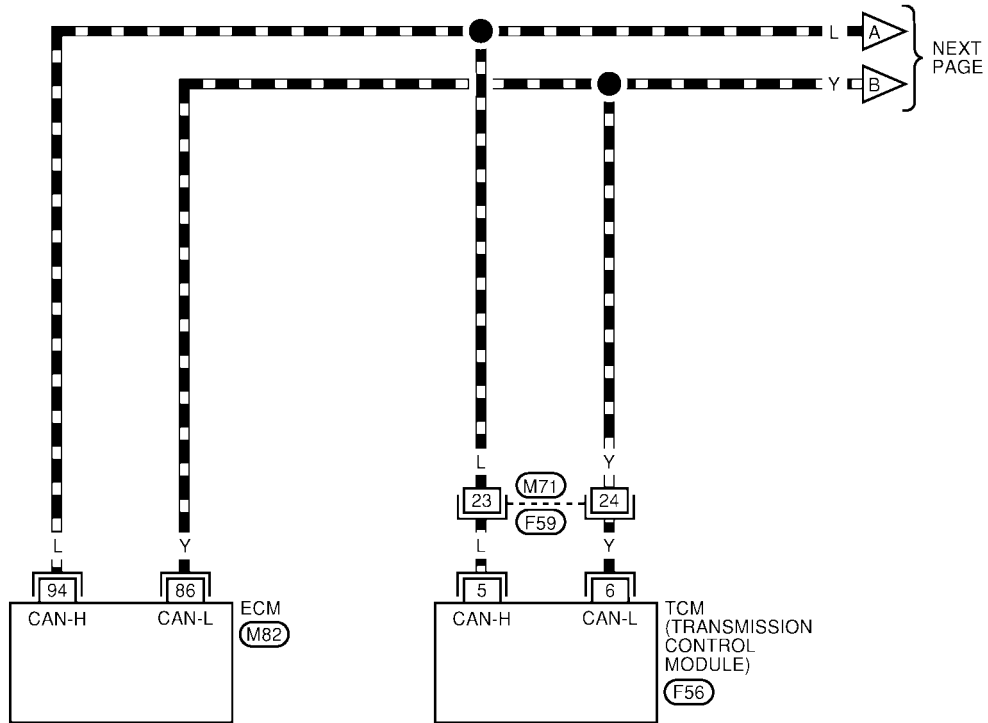 L A
NEXT
PAGE
Y B
L Y
23 M71 24
F59
L Y L Y
94 86 5 6
CAN-H CAN-L ECM
M82
CAN-H CAN-L TCM
(TRANSMISSION
CONTROL
MODULE)
F56